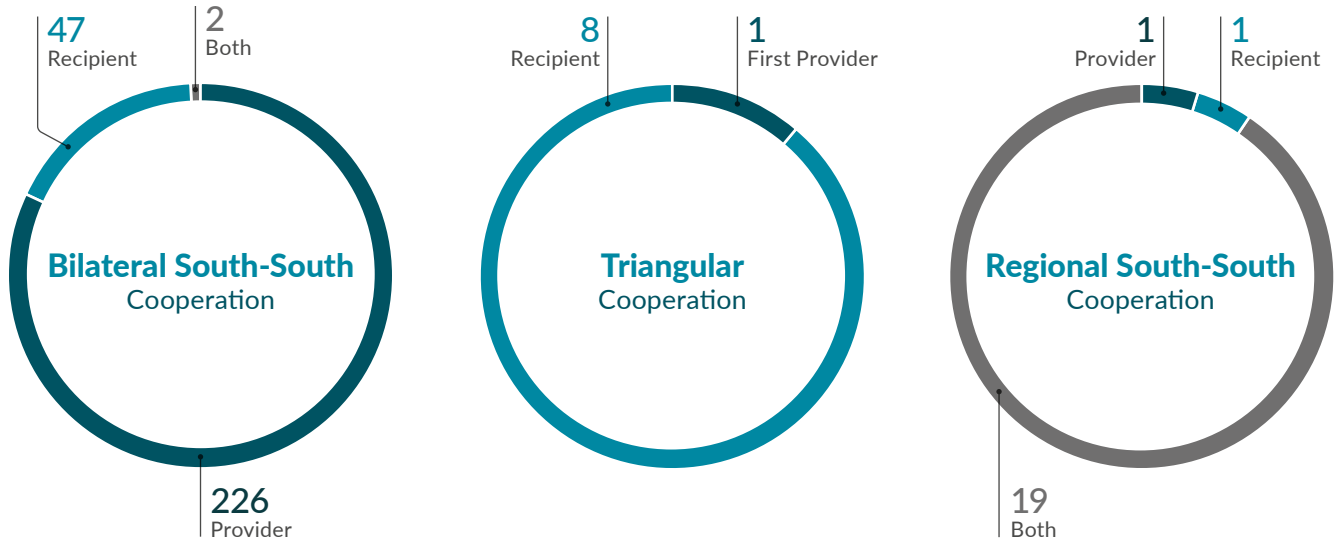 47
Recipient
2
Both
Bilateral South-South
Cooperation
226
Provider
8
Recipient
1
First Provider
Triangular
Cooperation
1
Provider
1
Recipient
Regional South-South
Cooperation
19
Both